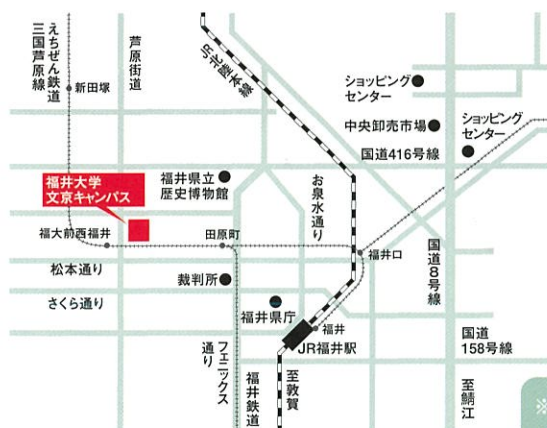 えちぜん鉄道
三国芦原線
芦原街道
新田塚
JR北陸本線
ショッピング
センター
中央卸売市場
ショッピング
センター
国道416号線
福井大学
文京キャンパス
福井県立
歴史博物館
お泉水通り
福大前西福井
田原町
福井口
松本通り
裁判所
国道8号線
さくら通り
福井県庁
福井
JR福井駅
国道
158号線
フェニックス
通り
福井鉄道
至敦賀
至鯖江
※